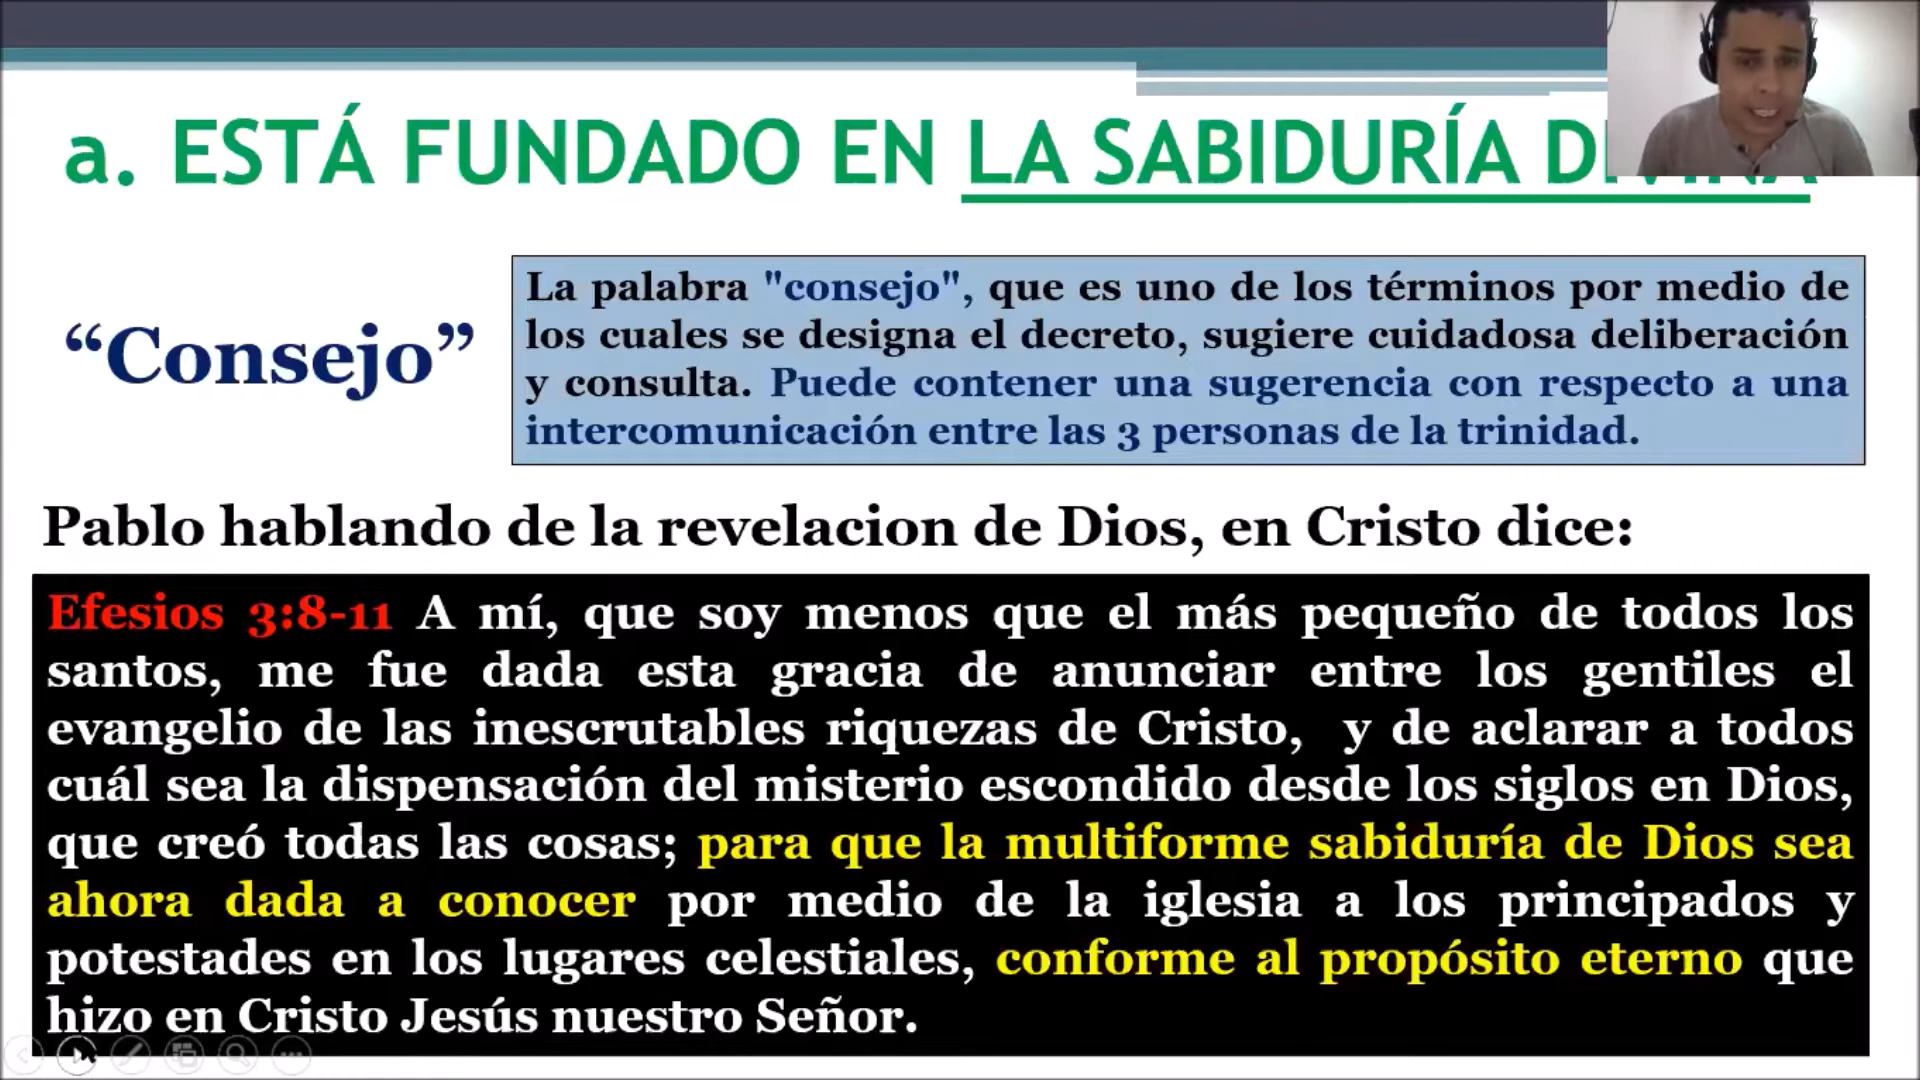 a. ESTÁ FUNDADO EN LA SABIDURÍA
“Consejo”
La palabra "consejo", que es uno de los términos por medio de
los cuales se designa el decreto, sugiere cuidadosa deliberación
y consulta. Puede contener una sugerencia con respecto a una
intercomunicación entre las 3 personas de la trinidad.
Pablo hablando de la revelacion de Dios, en Cristo dice:
Efesios 3:8-11 A mí, que soy menos que el más pequeño de todos los
santos, me fue dada esta gracia de anunciar entre los gentiles el
evangelio de las inescrutables riquezas de Cristo, y de aclarar a todos
cuál sea la dispensación del misterio escondido desde los siglos en Dios,
que creó todas las cosas; para que la multiforme sabiduría de Dios sea
ahora dada a conocer por medio de la iglesia a los principados y
potestades en los lugares celestiales, conforme al propósito eterno que
hizo en Cristo Jesús nuestro Señor.